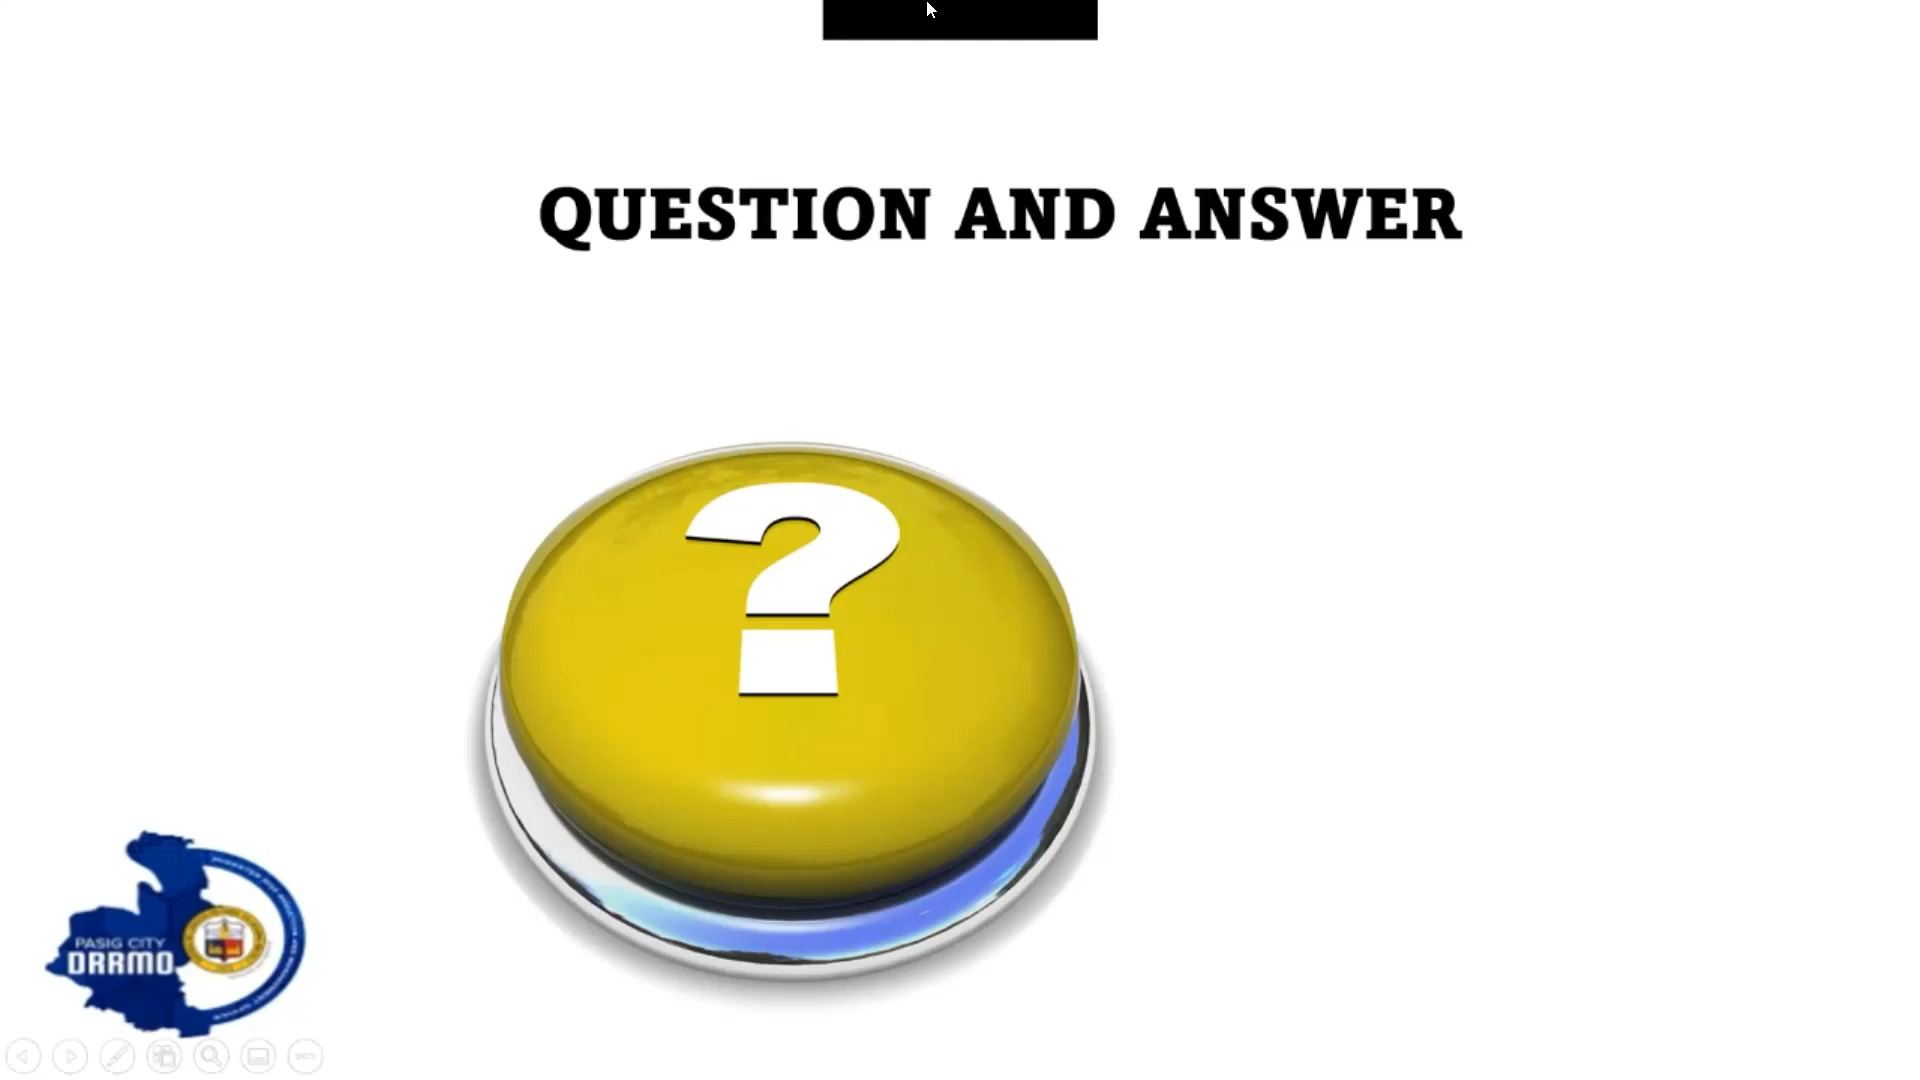 QUESTION AND ANSWER
?
PASIG CITY
DRRMO